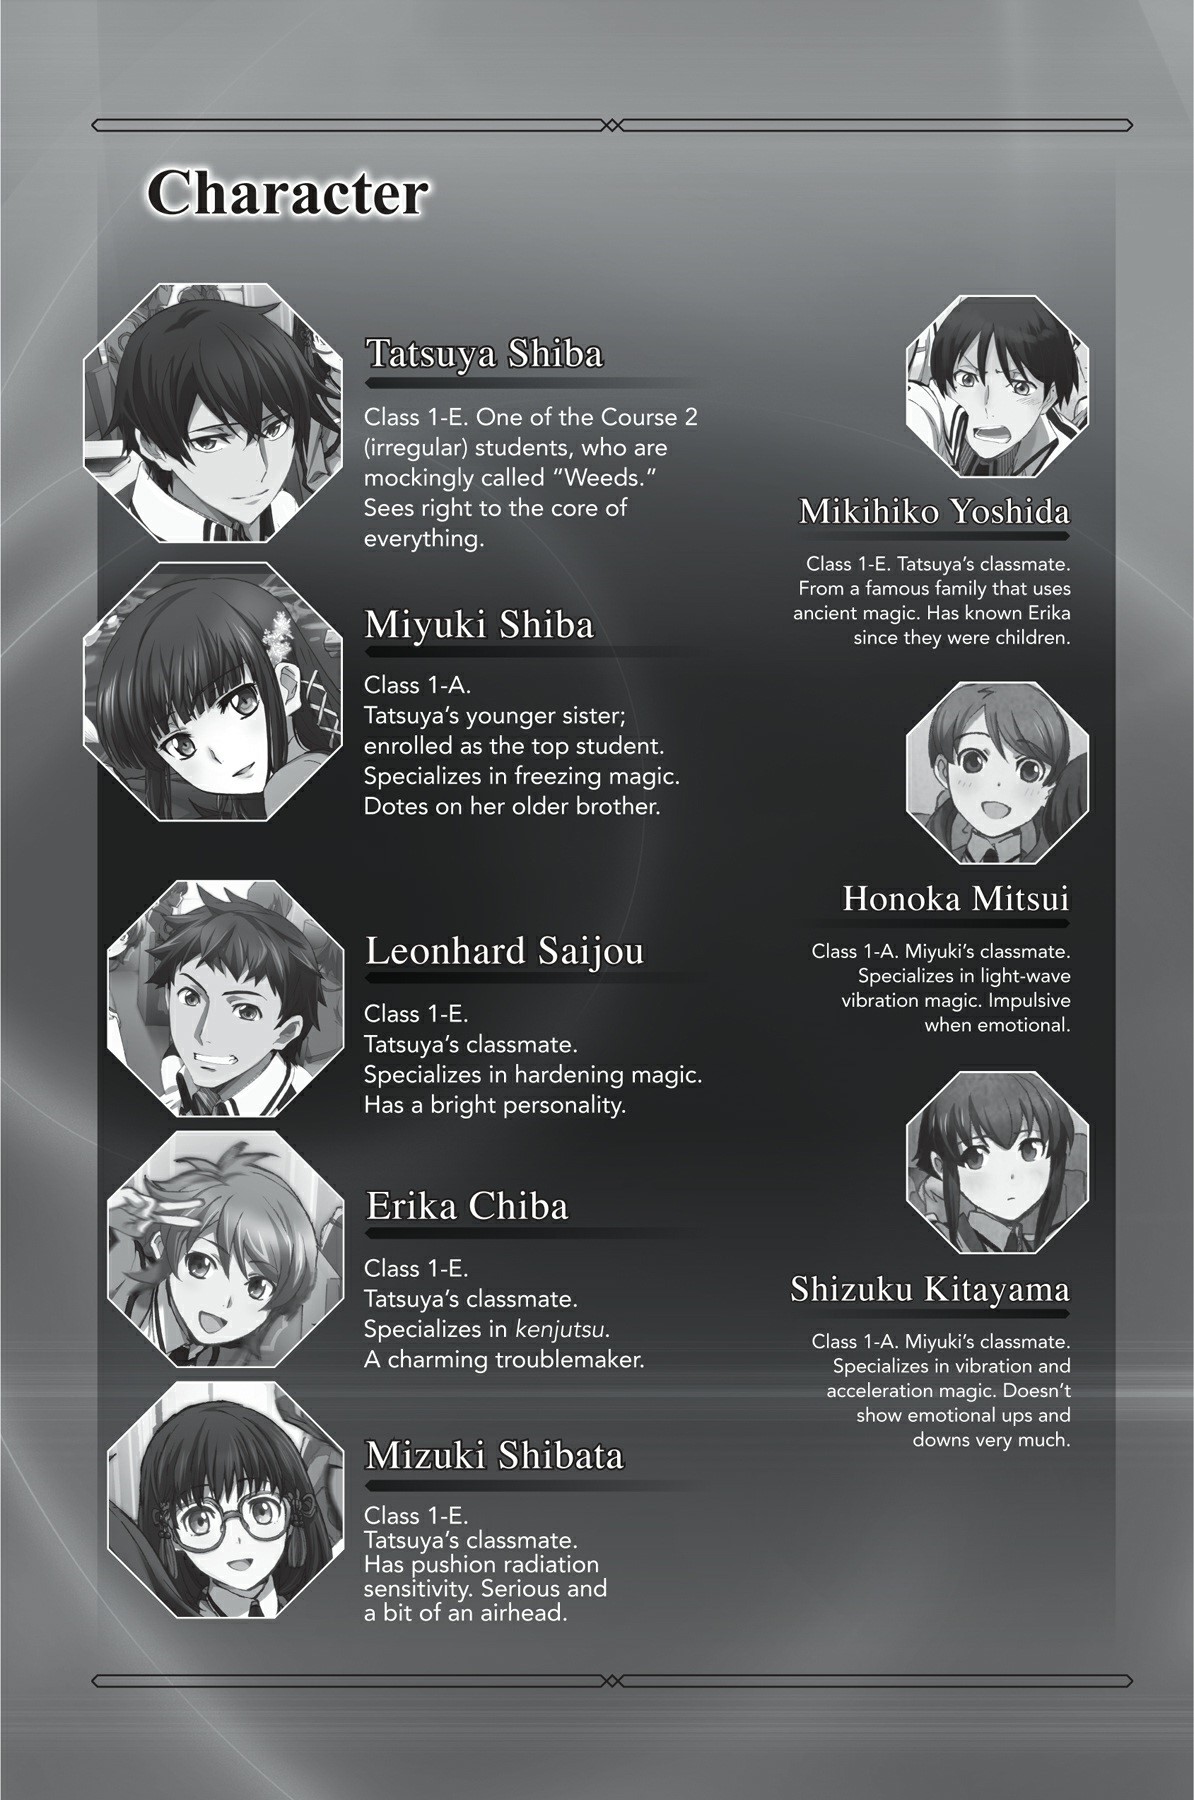 Character
Tatsuya Shiba
Class 1-E. One of the Course 2
(irregular) students, who are
mockingly called “Weeds.”
Sees right to the core of
everything.
Miyuki Shiba
Class 1-A.
Tatsuya’s younger sister;
enrolled as the top student.
Specializes in freezing magic.
Dotes on her older brother.
Leonhard Saijou
Class 1-E.
Tatsuya’s classmate.
Specializes in hardening magic.
Has a bright personality.
Erika Chiba
Class 1-E.
Tatsuya’s classmate.
Specializes in kenjutsu.
A charming troublemaker.
Mizuki Shibata
Class 1-E.
Tatsuya’s classmate.
Has pushion radiation
sensitivity. Serious and
a bit of an airhead.
Mikihiko Yoshida
Class 1-E. Tatsuya’s classmate.
From a famous family that uses
ancient magic. Has known Erika
since they were children.
Honoka Mitsui
Class 1-A. Miyuki’s classmate.
Specializes in light-wave
vibration magic. Impulsive
when emotional.
Shizuku Kitayama
Class 1-A. Miyuki’s classmate.
Specializes in vibration and
acceleration magic. Doesn’t
show emotional ups and
downs very much.